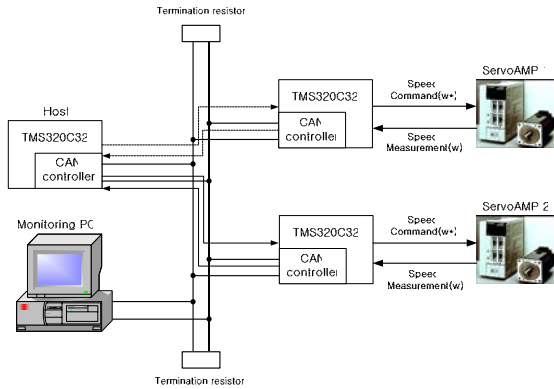 Termination resistor
ServoAMP 1
TMS320C32
Speed
Command(w*)
CAN
controller
Speed
Measurement(w)
Host
TMS320C32
CAN
controller
ServoAMP 2
TMS320C32
Speed
Command(w*)
CAN
controller
Speed
Measurement(w)
Monitoring PC
Termination resistor